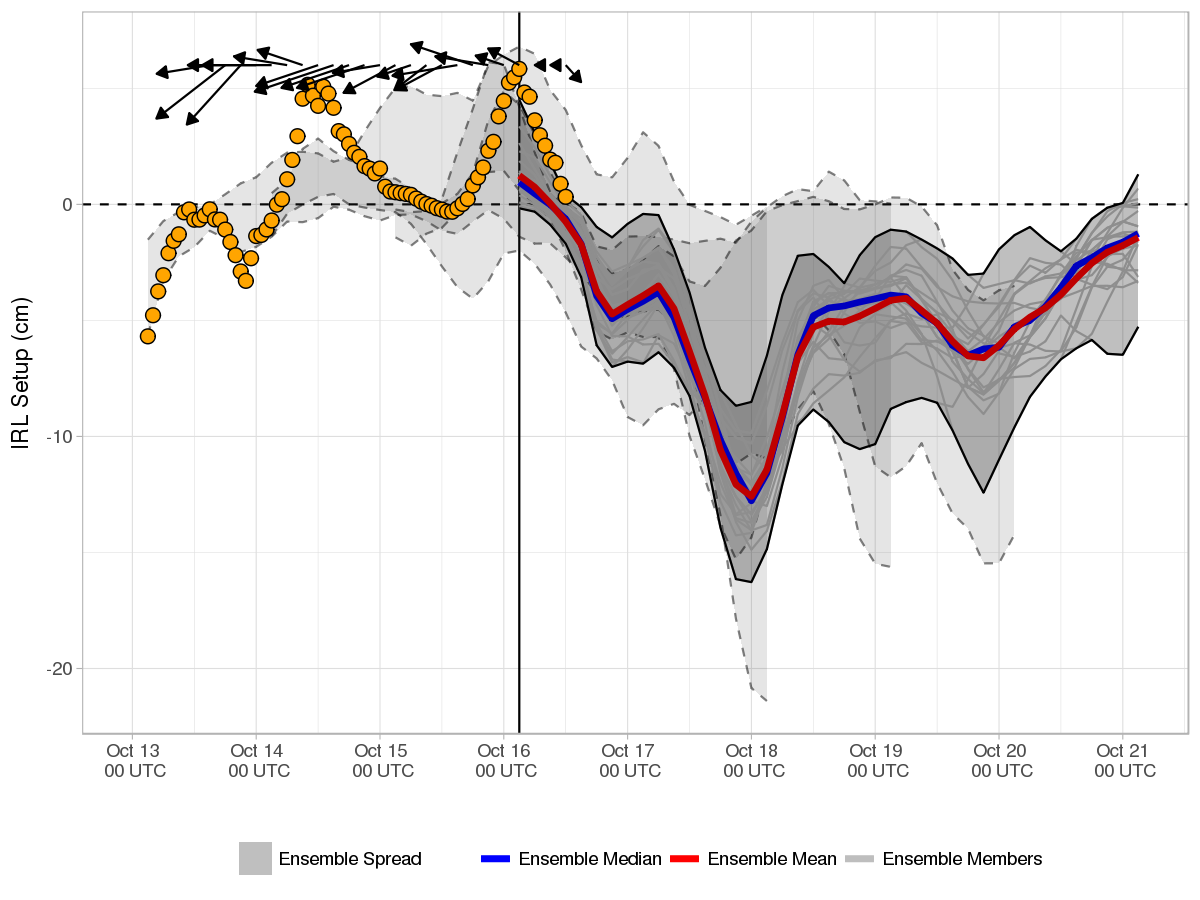 IRL Setup (cm)
0
-10
-20
Oct 13 Oct 14 Oct 15 Oct 16 Oct 17 Oct 18 Oct 19 Oct 20 Oct 21
00 UTC 00 UTC 00 UTC 00 UTC 00 UTC 00 UTC 00 UTC 00 UTC 00 UTC
Ensemble Spread Ensemble Median Ensemble Mean Ensemble Members